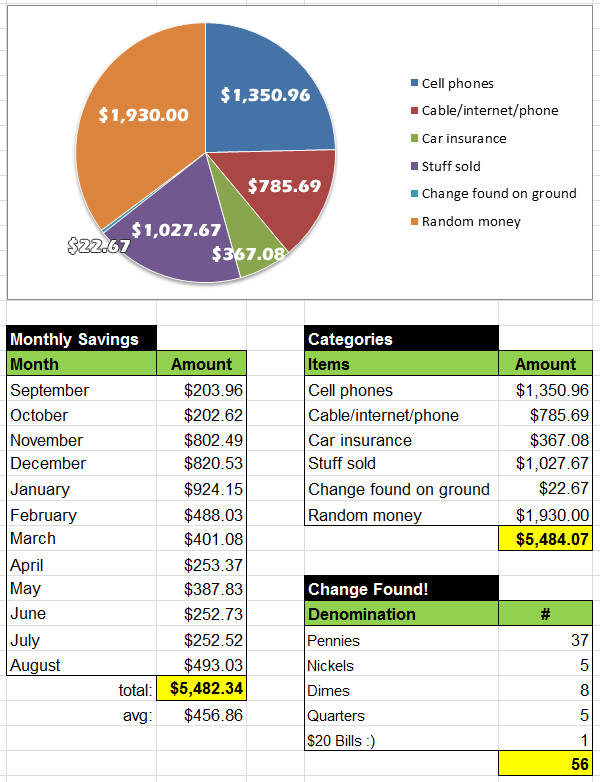 $1,930.00
$1,350.96
$785.69
$1,027.67
$22.67
$367.08
Cell phones
Cable/internet/phone
Car insurance
Stuff sold
Change found on ground
Random money
Monthly Savings
Month Amount
September $203.96
October $202.62
November $802.49
December $820.53
January $924.15
February $488.03
March $401.08
April $253.37
May $387.83
June $252.73
July $252.52
August $493.03
total: $5,482.34
avg: $456.86
Categories
Items Amount
Cell phones $1,350.96
Cable/internet/phone $785.69
Car insurance $367.08
Stuff sold $1,027.67
Change found on ground $22.67
Random money $1,930.00
$5,484.07
Change Found!
Denomination #
Pennies 37
Nickels 5
Dimes 8
Quarters 5
$20 Bills :) 1
56